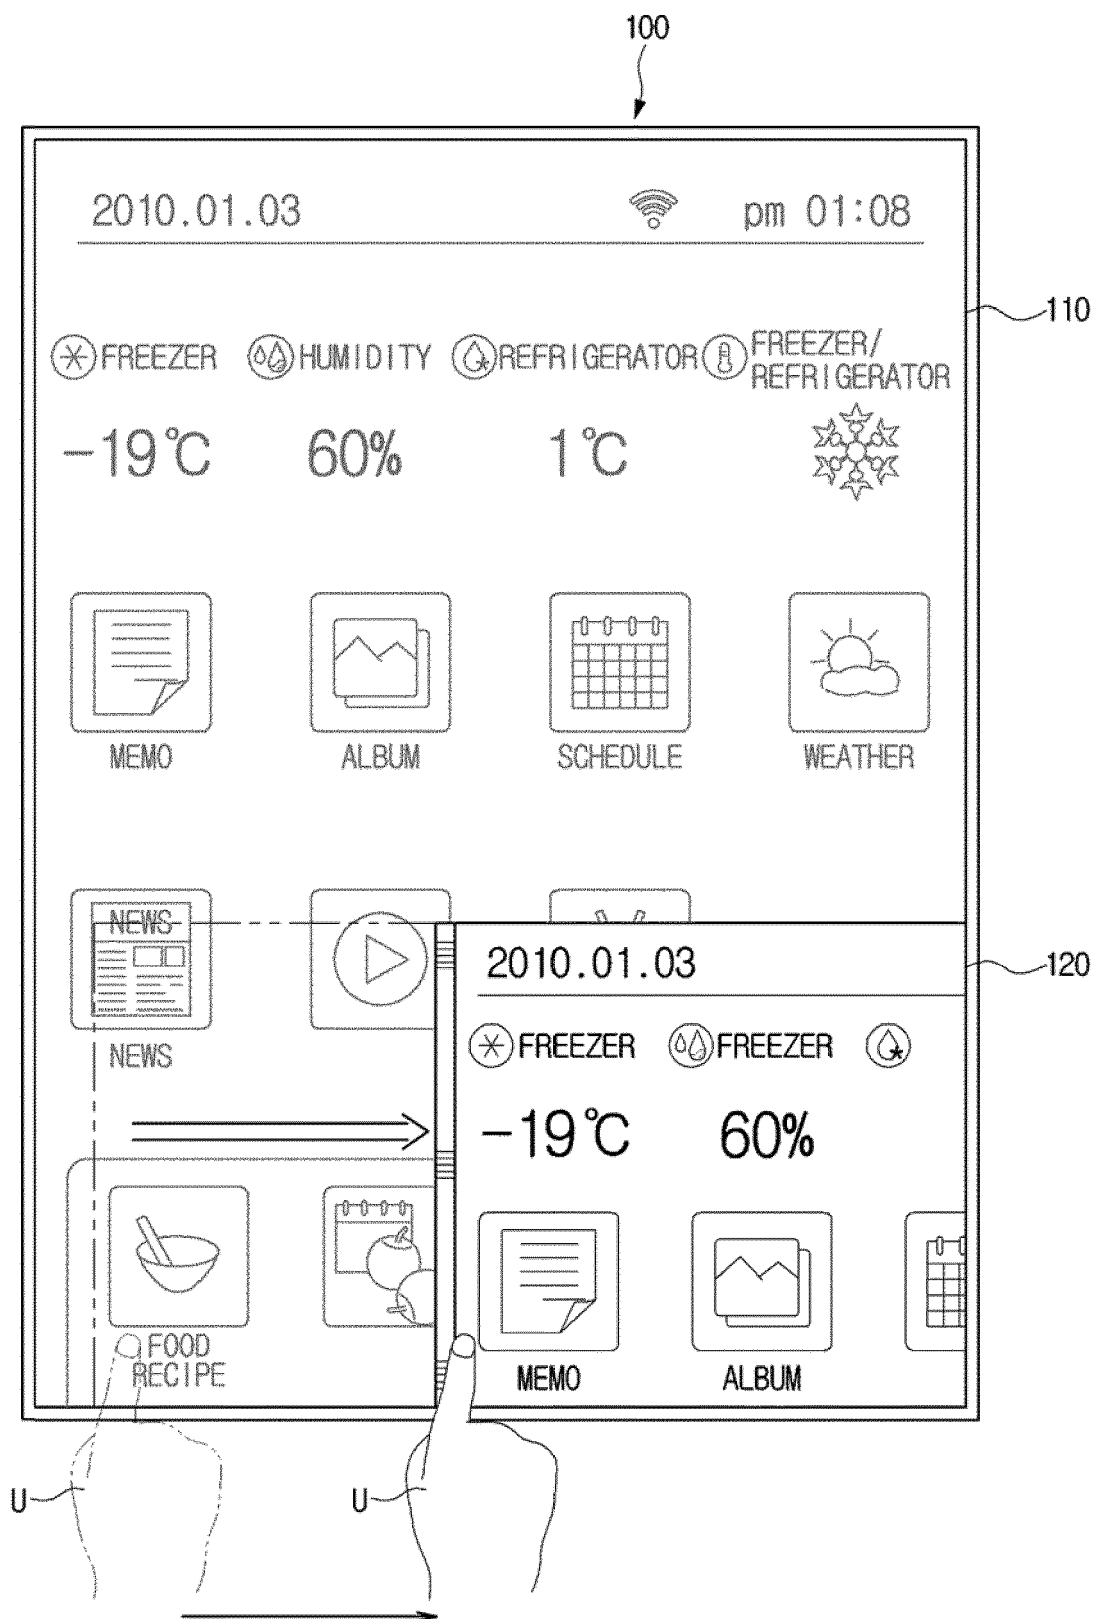 100
2010.01.03 pm 01:08
110
FREEZER HUMIDITY REFRIGERATOR FREEZER/
REFRIGERATOR
-19℃ 60% 1℃
MEMO ALBUM SCHEDULE WEATHER
NEWS
2010.01.03
120
NEWS
FREEZER FREEZER
-19℃ 60%
FOOD
RECIPE
MEMO ALBUM
U U